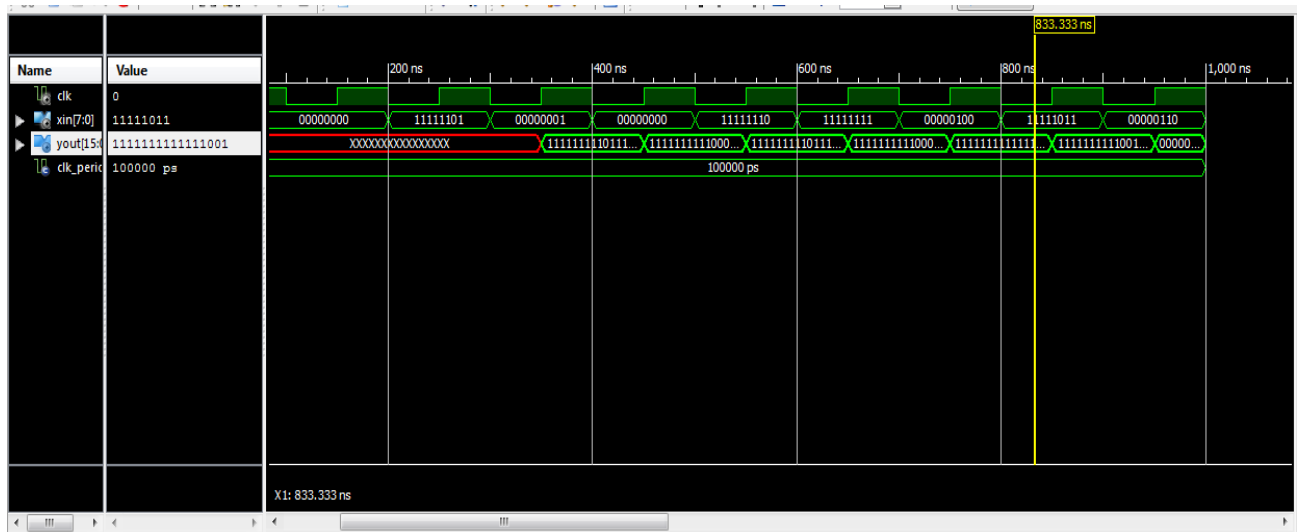 833.333 ns
Name Value
200 ns 400 ns 600 ns 800 ns 1,000 ns
clk 0
xin[7:0] 11111011 00000000 11111101 00000001 00000000 11111110 11111111 00000100 11111011 00000110
yout[15:0 1111111111111001 XXXXXXXXXXXXXXXX 1111111110111... 1111111111000... 1111111110111... 1111111111000... 1111111111111... 1111111111001... 00000...
clk_perio 100000 ps 100000 ps
X1: 833.333 ns